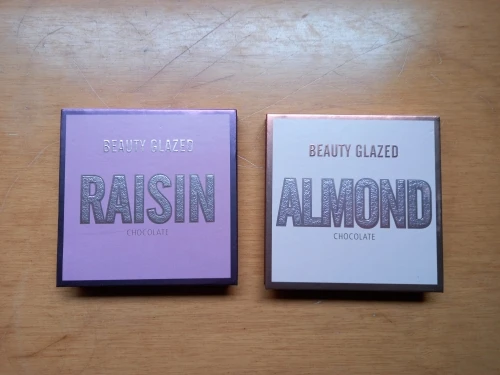 BEAUTY GLAZED
RAISIN
CHOCOLATE
BEAUTY GLAZED
ALMOND
CHOCOLATE